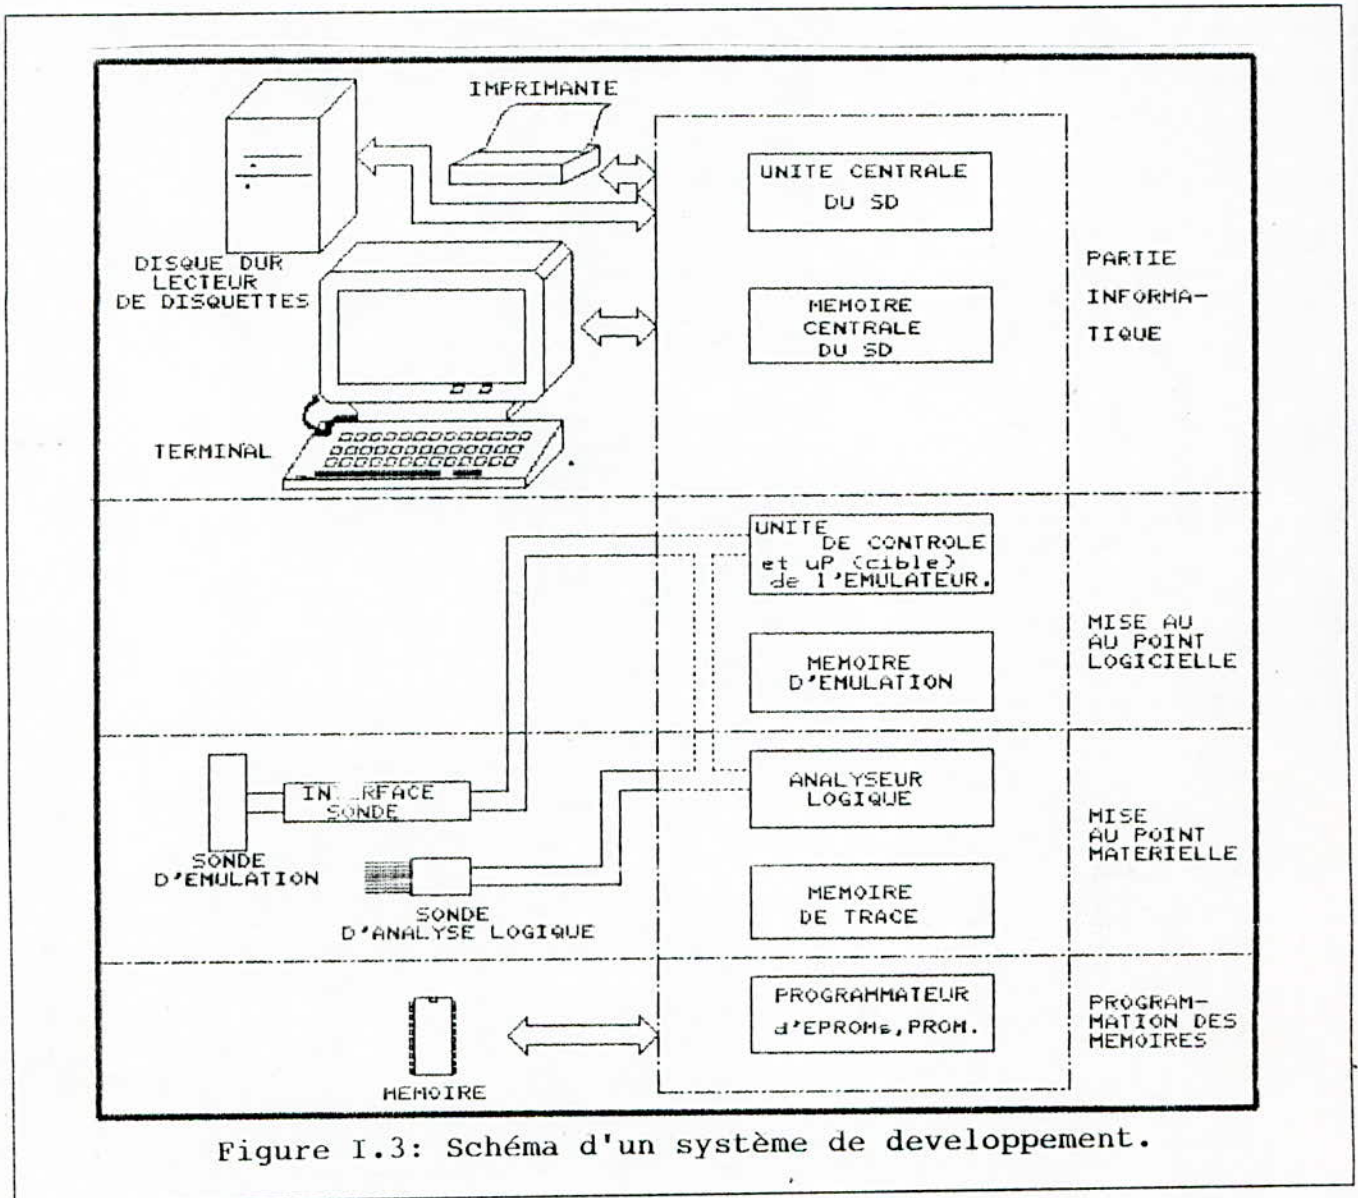 IMPRIMANTE
UNITE CENTRALE
DU SD
DISQUE DUR
LECTEUR
DE DISQUETTES
PARTIE
INFORMA-
TIQUE
MEMOIRE
CENTRALE
DU SD
TERMINAL
UNITE
DE CONTROLE
et uP (cible)
de l'EMULATEUR.
MISE AU
AU POINT
LOGICIELLE
MEMOIRE
D'EMULATION
ANALYSEUR
LOGIQUE
SONDE
SONDE
D'EMULATION
MISE
AU POINT
MATERIELLE
MEMOIRE
DE TRACE
SONDE
D'ANALYSE LOGIQUE
PROGRAMMATEUR
d'EPROMs,PROM.
PROGRAM-
MATION DES
MEMOIRES
MEMOIRE
Figure I.3: Schéma d'un système de developpement.